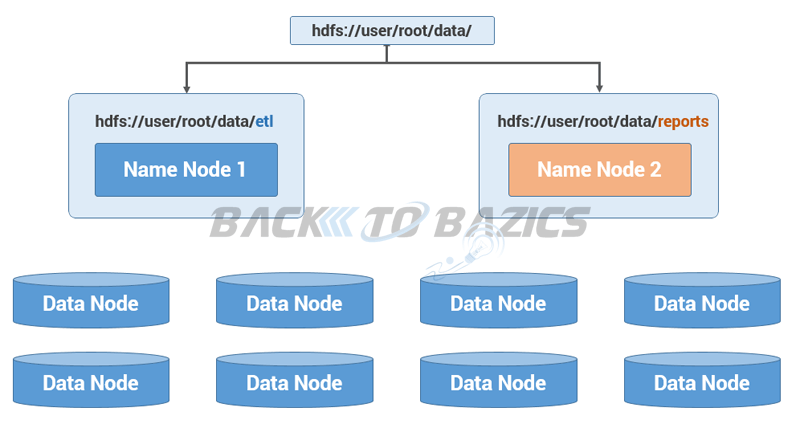 hdfs://user/root/data/
hdfs://user/root/data/etl
hdfs://user/root/data/reports
Name Node 1
Name Node 2
BACK TO BAZICS
Data Node
Data Node
Data Node
Data Node
Data Node
Data Node
Data Node
Data Node